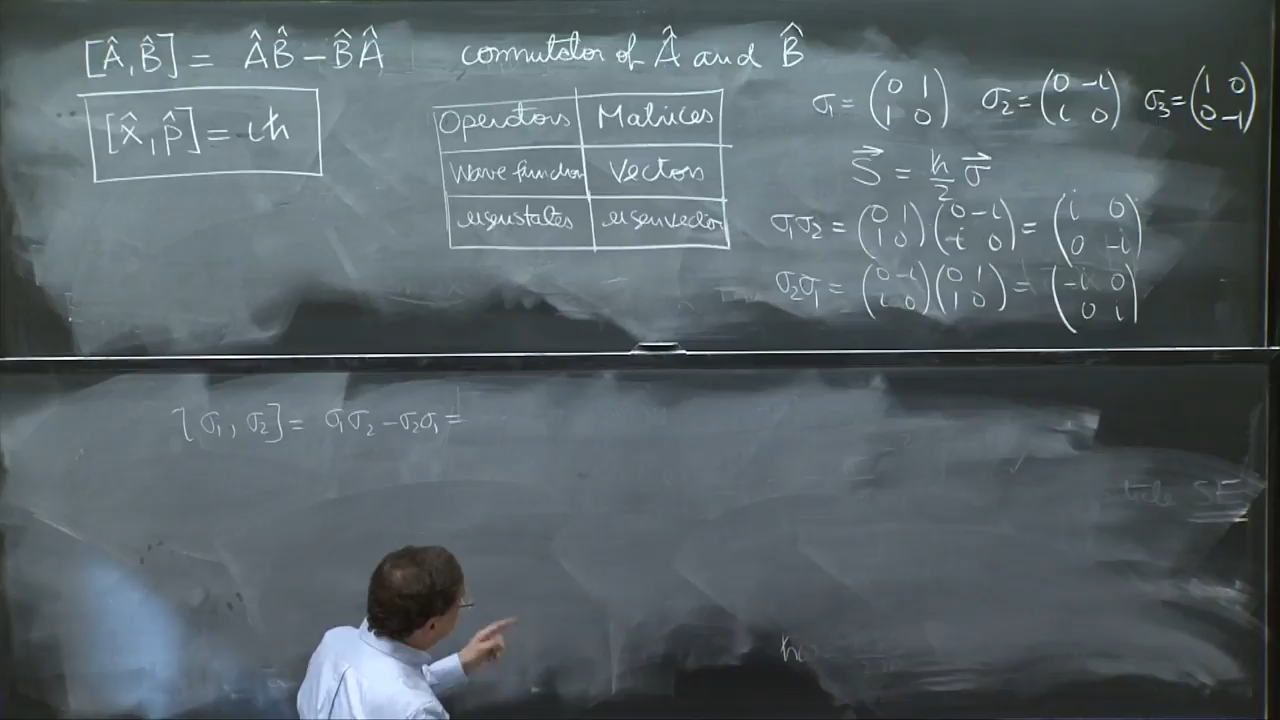 [Â,B̂] = ÂB̂ − B̂Â commutator of Â and B̂
[x̂,p̂] = iħ
Operators Matrices
Wave function Vectors
eigenstates eigenvector
σ₁ = (0 1; 1 0) σ₂ = (0 −i; i 0) σ₃ = (1 0; 0 −1)
S⃗ = ħ/2 σ⃗
σ₁σ₂ = (0 1; 1 0)(0 −i; i 0) = (i 0; 0 −i)
σ₂σ₁ = (0 −i; i 0)(0 1; 1 0) = (−i 0; 0 i)
[σ₁, σ₂] = σ₁σ₂ − σ₂σ₁ =